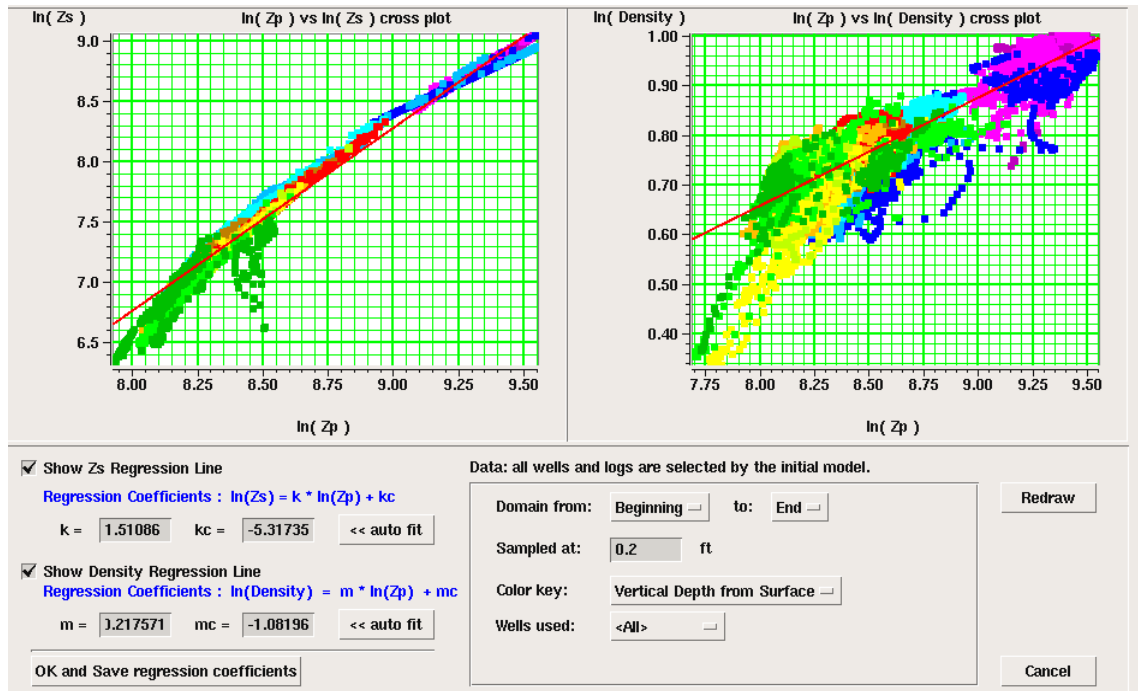 ln( Zs )
ln( Zp ) vs ln( Zs ) cross plot
9.0
8.5
8.0
7.5
7.0
6.5
8.00 8.25 8.50 8.75 9.00 9.25 9.50
ln( Zp )
ln( Density )
ln( Zp ) vs ln( Density ) cross plot
1.00
0.90
0.80
0.70
0.60
0.50
0.40
7.75 8.00 8.25 8.50 8.75 9.00 9.25 9.50
ln( Zp )
Show Zs Regression Line
Regression Coefficients : ln(Zs) = k * ln(Zp) + kc
k = 1.51086 kc = -5.31735 << auto fit
Show Density Regression Line
Regression Coefficients : ln(Density) = m * ln(Zp) + mc
m = ).217571 mc = -1.08196 << auto fit
OK and Save regression coefficients
Data: all wells and logs are selected by the initial model.
Domain from: Beginning to: End
Sampled at: 0.2 ft
Color key: Vertical Depth from Surface
Wells used: <All>
Redraw
Cancel